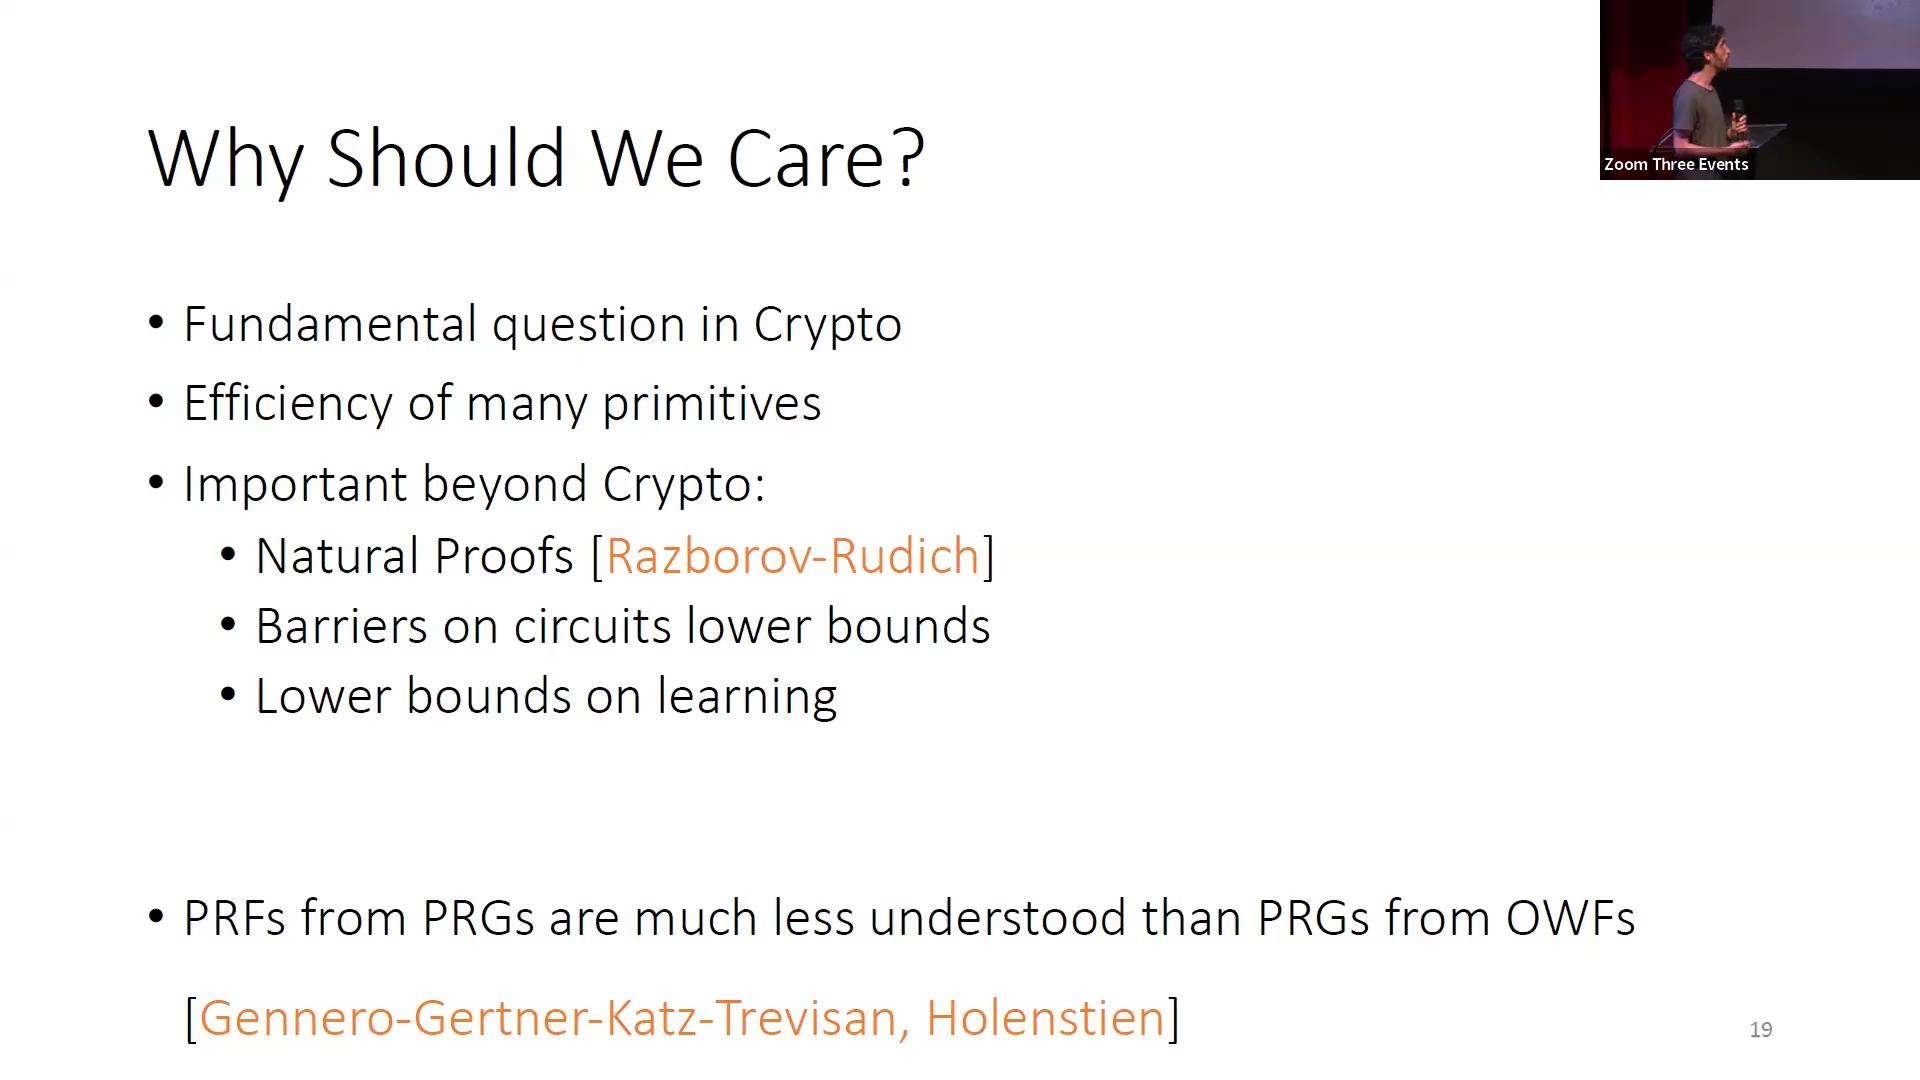 Why Should We Care?
Zoom Three Events
• Fundamental question in Crypto
• Efficiency of many primitives
• Important beyond Crypto:
• Natural Proofs [Razborov-Rudich]
• Barriers on circuits lower bounds
• Lower bounds on learning
• PRFs from PRGs are much less understood than PRGs from OWFs
[Gennero-Gertner-Katz-Trevisan, Holenstien]
19